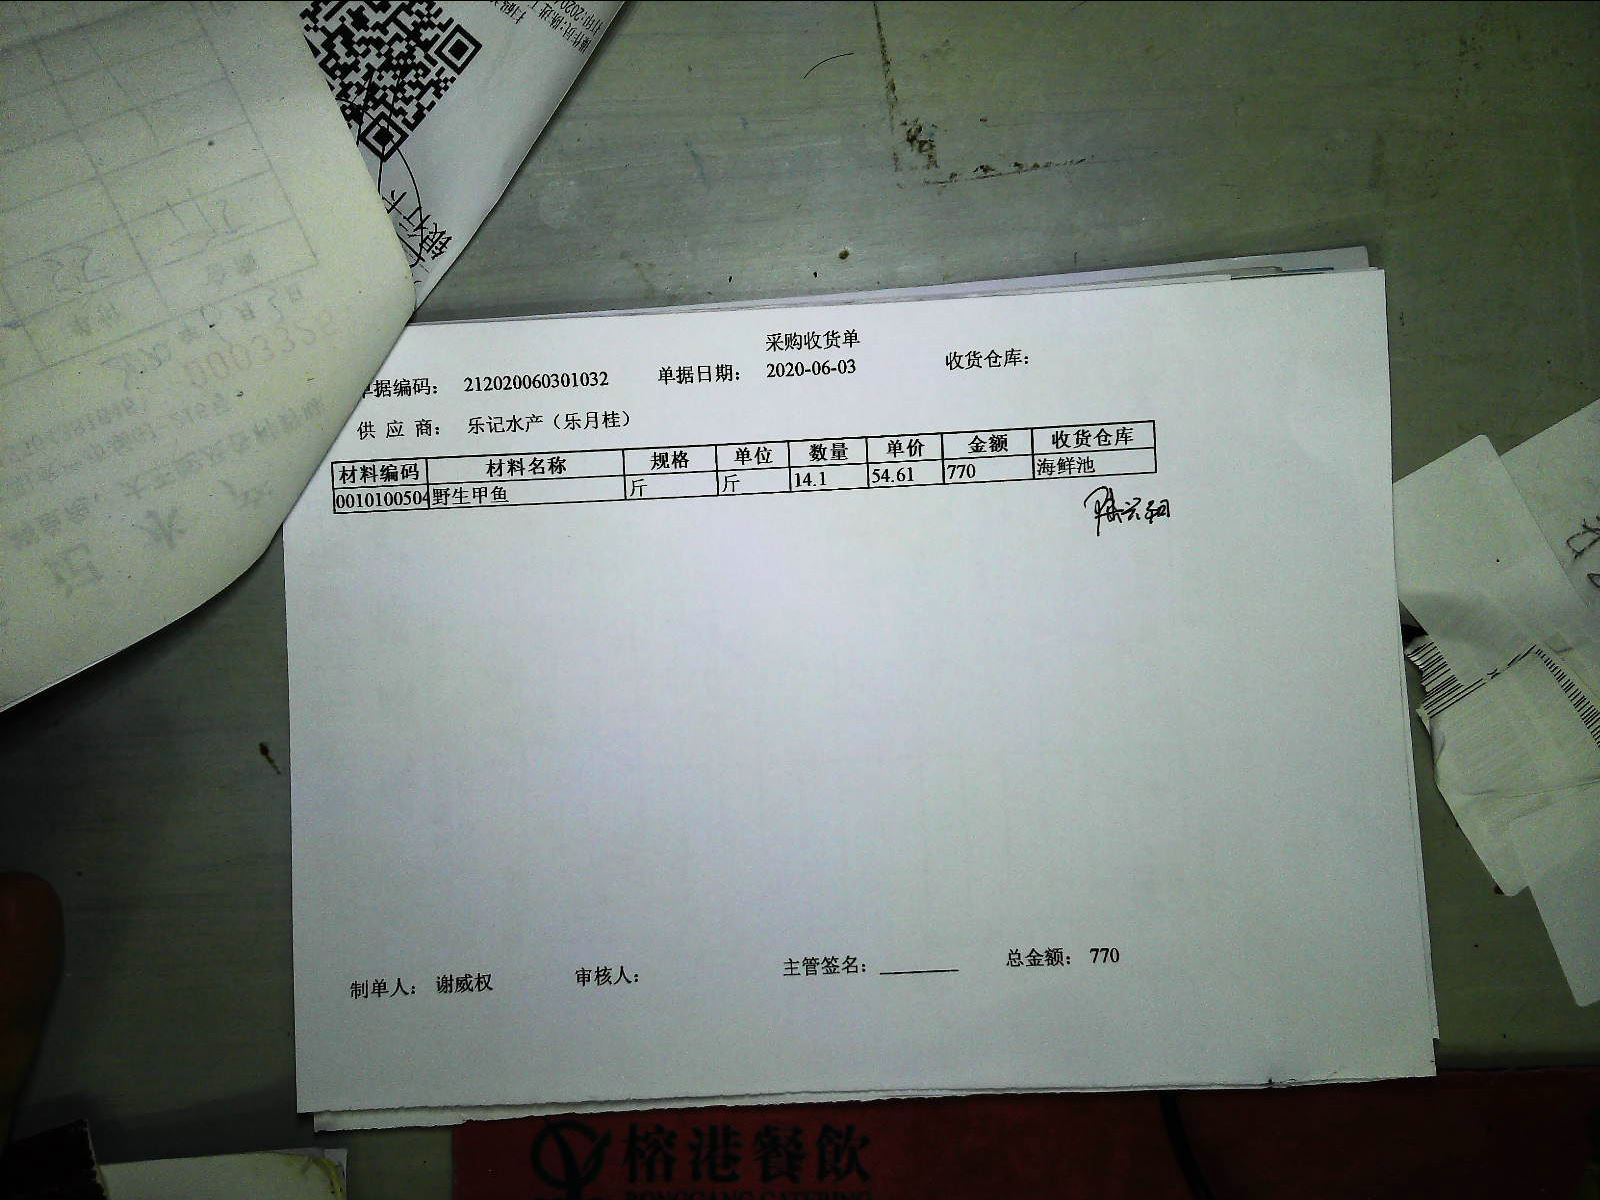 银行卡
采购收货单
单据编码： 212020060301032 单据日期： 2020-06-03 收货仓库：
供 应 商： 乐记水产（乐月桂）
材料编码 材料名称 规格 单位 数量 单价 金额 收货仓库
0010100504 野生甲鱼 斤 斤 14.1 54.61 770 海鲜池
制单人： 谢威权 审核人： 主管签名： ________ 总金额： 770
榕港餐飲